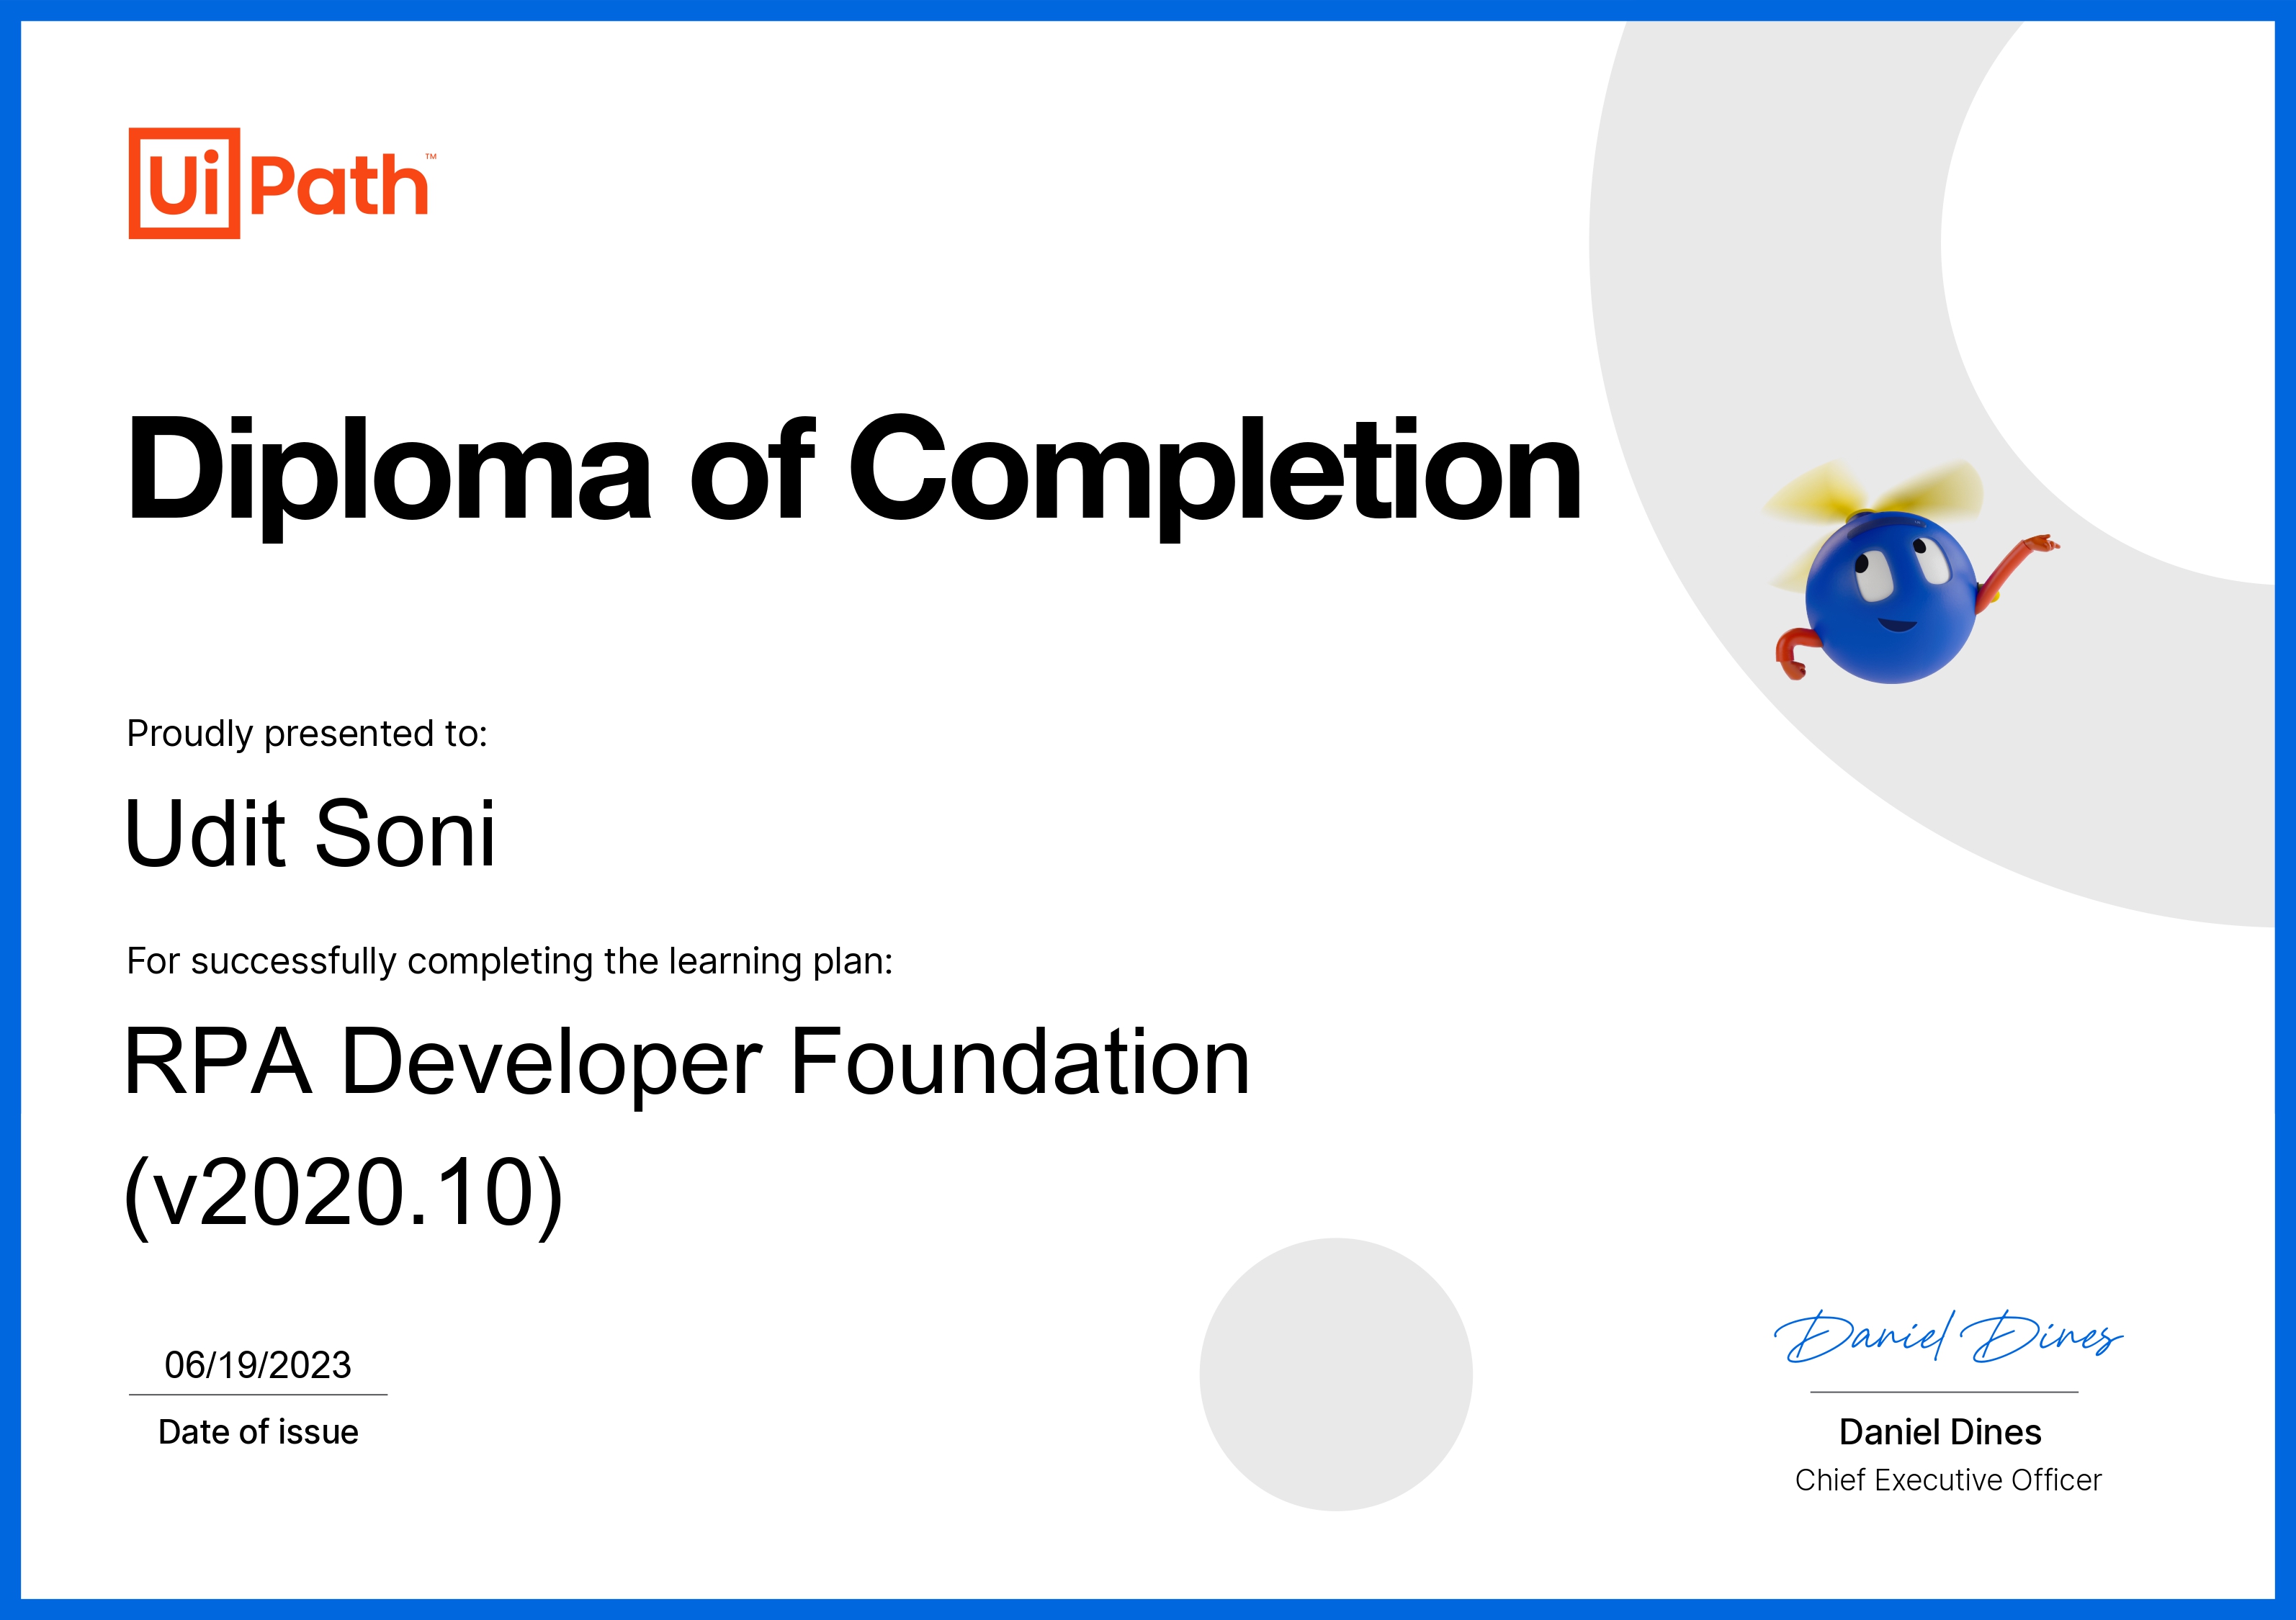 UiPath™
Diploma of Completion
Proudly presented to:
Udit Soni
For successfully completing the learning plan:
RPA Developer Foundation
(v2020.10)
06/19/2023
Date of issue
Daniel Dines
Daniel Dines
Chief Executive Officer